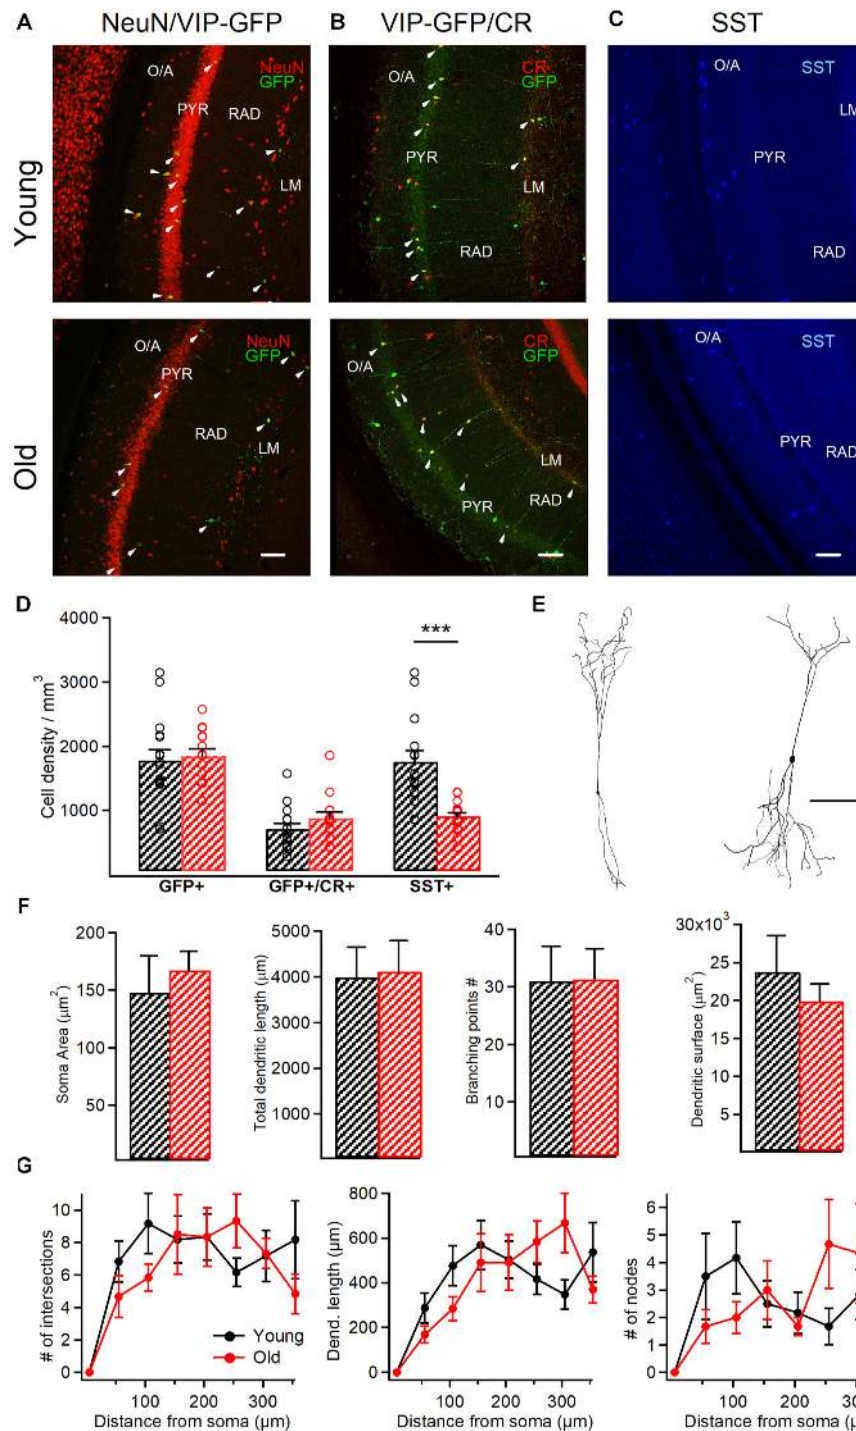 A NeuN/VIP-GFP B VIP-GFP/CR C SST
Young
O/A
NeuN
GFP
PYR
RAD
LM
O/A
CR
GFP
PYR
LM
RAD
O/A
SST
LM
PYR
RAD
Old
O/A
NeuN
GFP
PYR
RAD
LM
O/A
CR
GFP
LM
PYR
RAD
O/A
SST
PYR
RAD
D
Cell density / mm³
4000
3000
2000
1000
***
GFP+ GFP+/CR+ SST+
E
F
Soma Area (µm²)
200
150
100
50
Total dendritic length (µm)
5000
4000
3000
2000
1000
Branching points #
40
30
20
10
Dendritic surface (µm²)
30x10³
25
20
15
10
5
G
# of intersections
10
8
6
4
2
0
Young
Old
100 200 300
Distance from soma (µm)
Dend. length (µm)
800
600
400
200
0
100 200 300
Distance from soma (µm)
# of nodes
6
5
4
3
2
1
0
100 200
Distance from soma (µm)